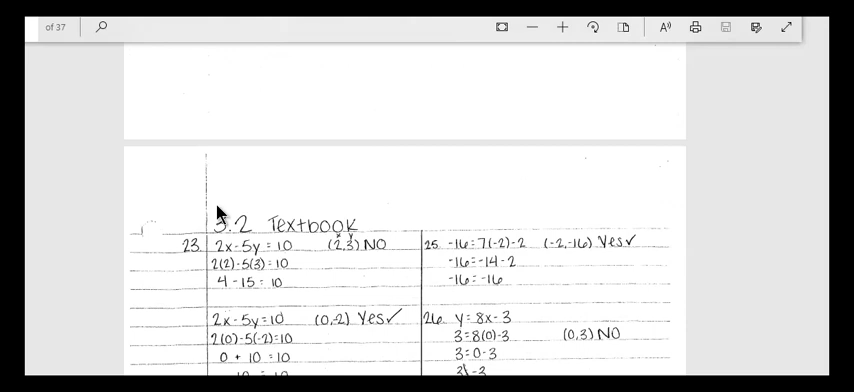 of 37
3.2 Textbook
23. 2x-5y=10 (2,3) NO
x y
2(2)-5(3)=10
4-15=10
2x-5y=10 (0,-2) Yes✓
2(0)-5(-2)=10
0+10=10
10=10
25. -16=7(-2)-2 (-2,-16) Yes✓
-16=-14-2
-16=-16
26. y=8x-3
3=8(0)-3 (0,3) NO
3=0-3